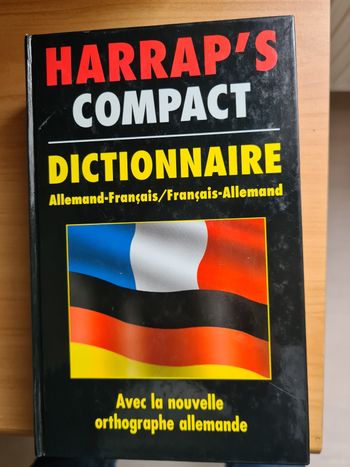 HARRAP'S
COMPACT
DICTIONNAIRE
Allemand-Français/Français-Allemand
Avec la nouvelle
orthographe allemande